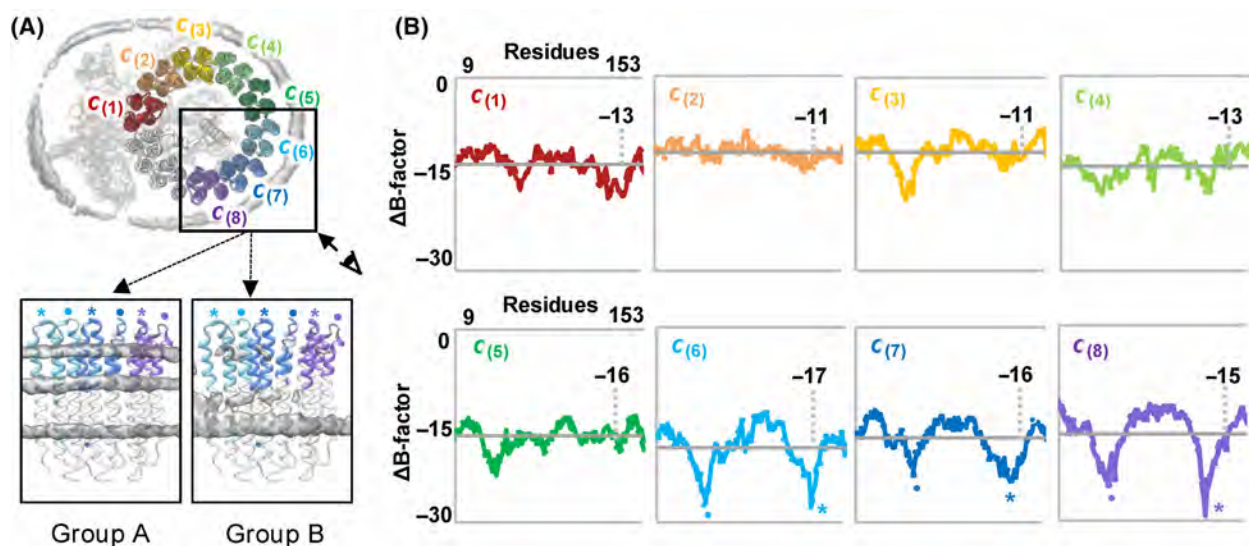 (A)
c(3)
c(2)
c(4)
c(1)
c(5)
c(6)
c(7)
c(8)
* • * • * •
* • * • * •
Group A
Group B
(B)
Residues
9
153
0
−15
−30
ΔB-factor
c(1)
−13
c(2)
−11
c(3)
−11
c(4)
−13
Residues
9
153
0
−15
−30
ΔB-factor
c(5)
−16
c(6)
−17
• *
c(7)
−16
• *
c(8)
−15
• *